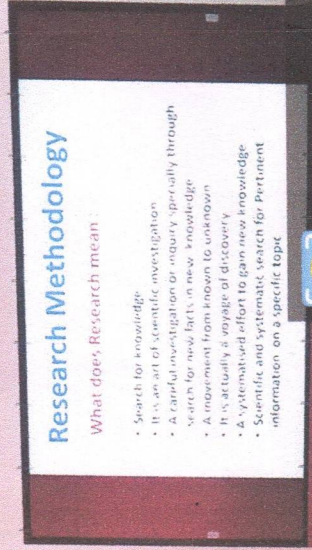 Research Methodology
What does Research mean
• Search for knowledge
• It is an art of scientific investigation
• A careful investigation or inquiry specially through
search for new facts in new knowledge
• A movement from known to unknown
• It is actually a voyage of discovery
• A systematised effort to gain new knowledge
• Scientific and systematic search for Pertinent
information on a specific topic